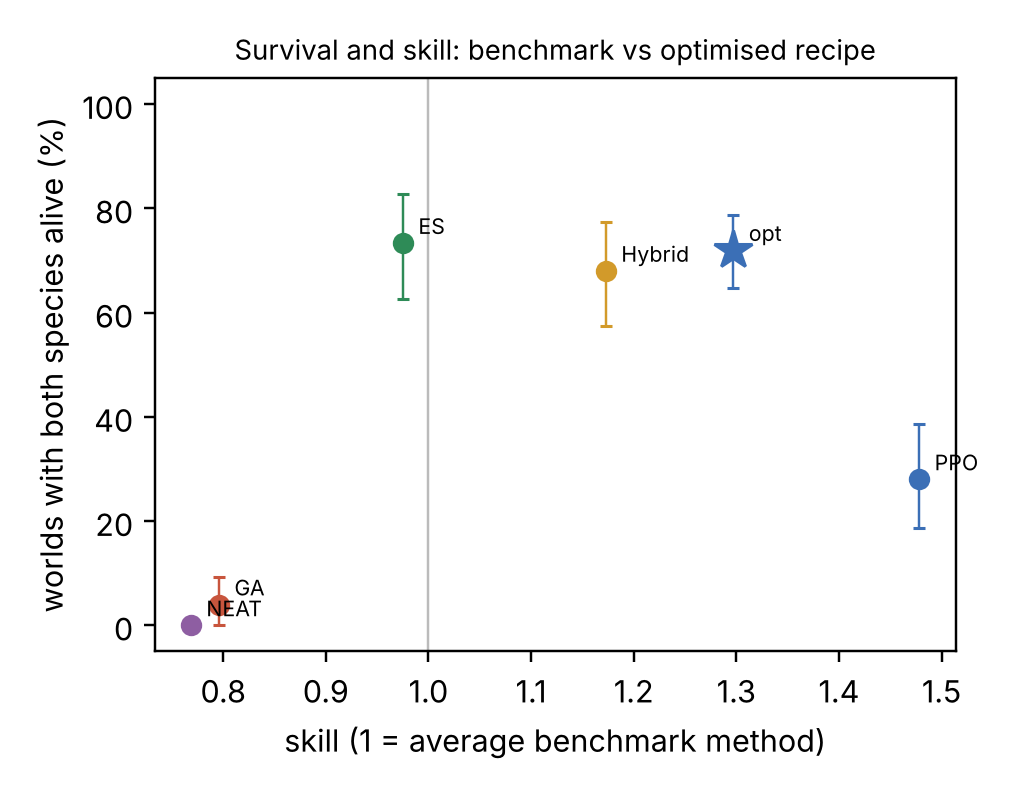 Survival and skill: benchmark vs optimised recipe
worlds with both species alive (%)
100
80
60
40
20
0
ES
Hybrid
opt
PPO
GA
NEAT
0.8 0.9 1.0 1.1 1.2 1.3 1.4 1.5
skill (1 = average benchmark method)